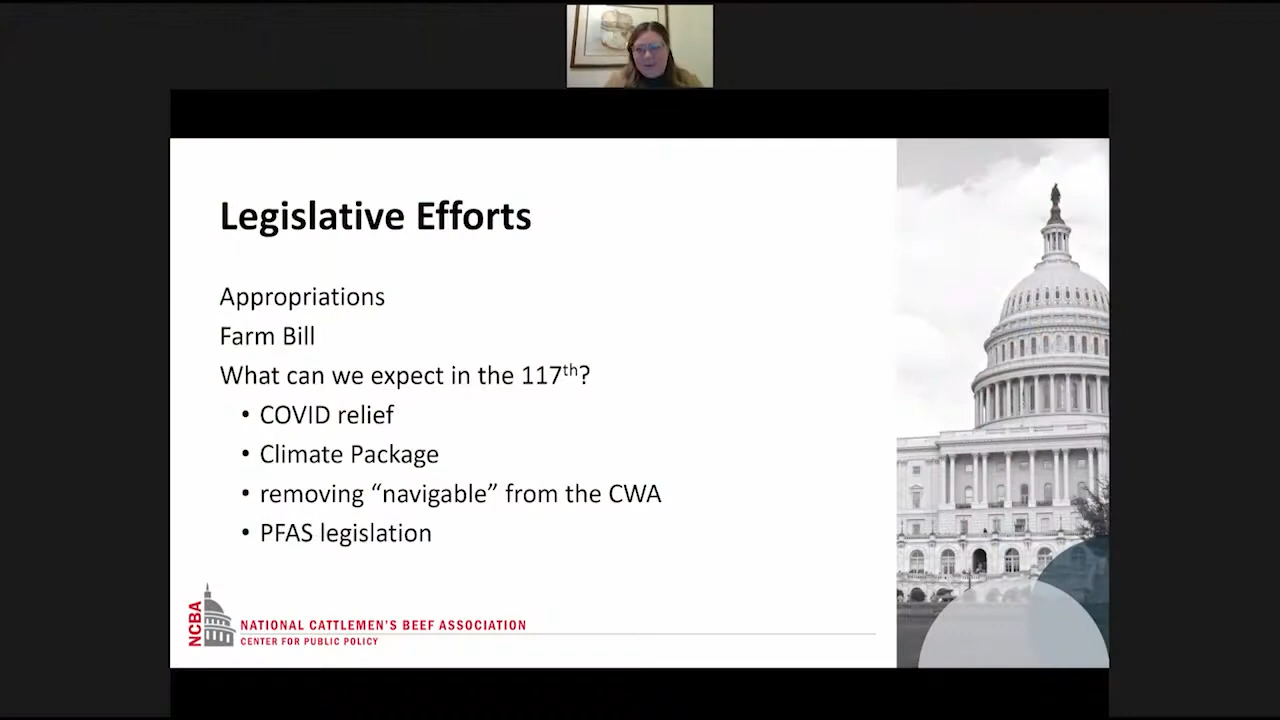 Legislative Efforts
Appropriations
Farm Bill
What can we expect in the 117th?
• COVID relief
• Climate Package
• removing “navigable” from the CWA
• PFAS legislation
NCBA
NATIONAL CATTLEMEN'S BEEF ASSOCIATION
CENTER FOR PUBLIC POLICY